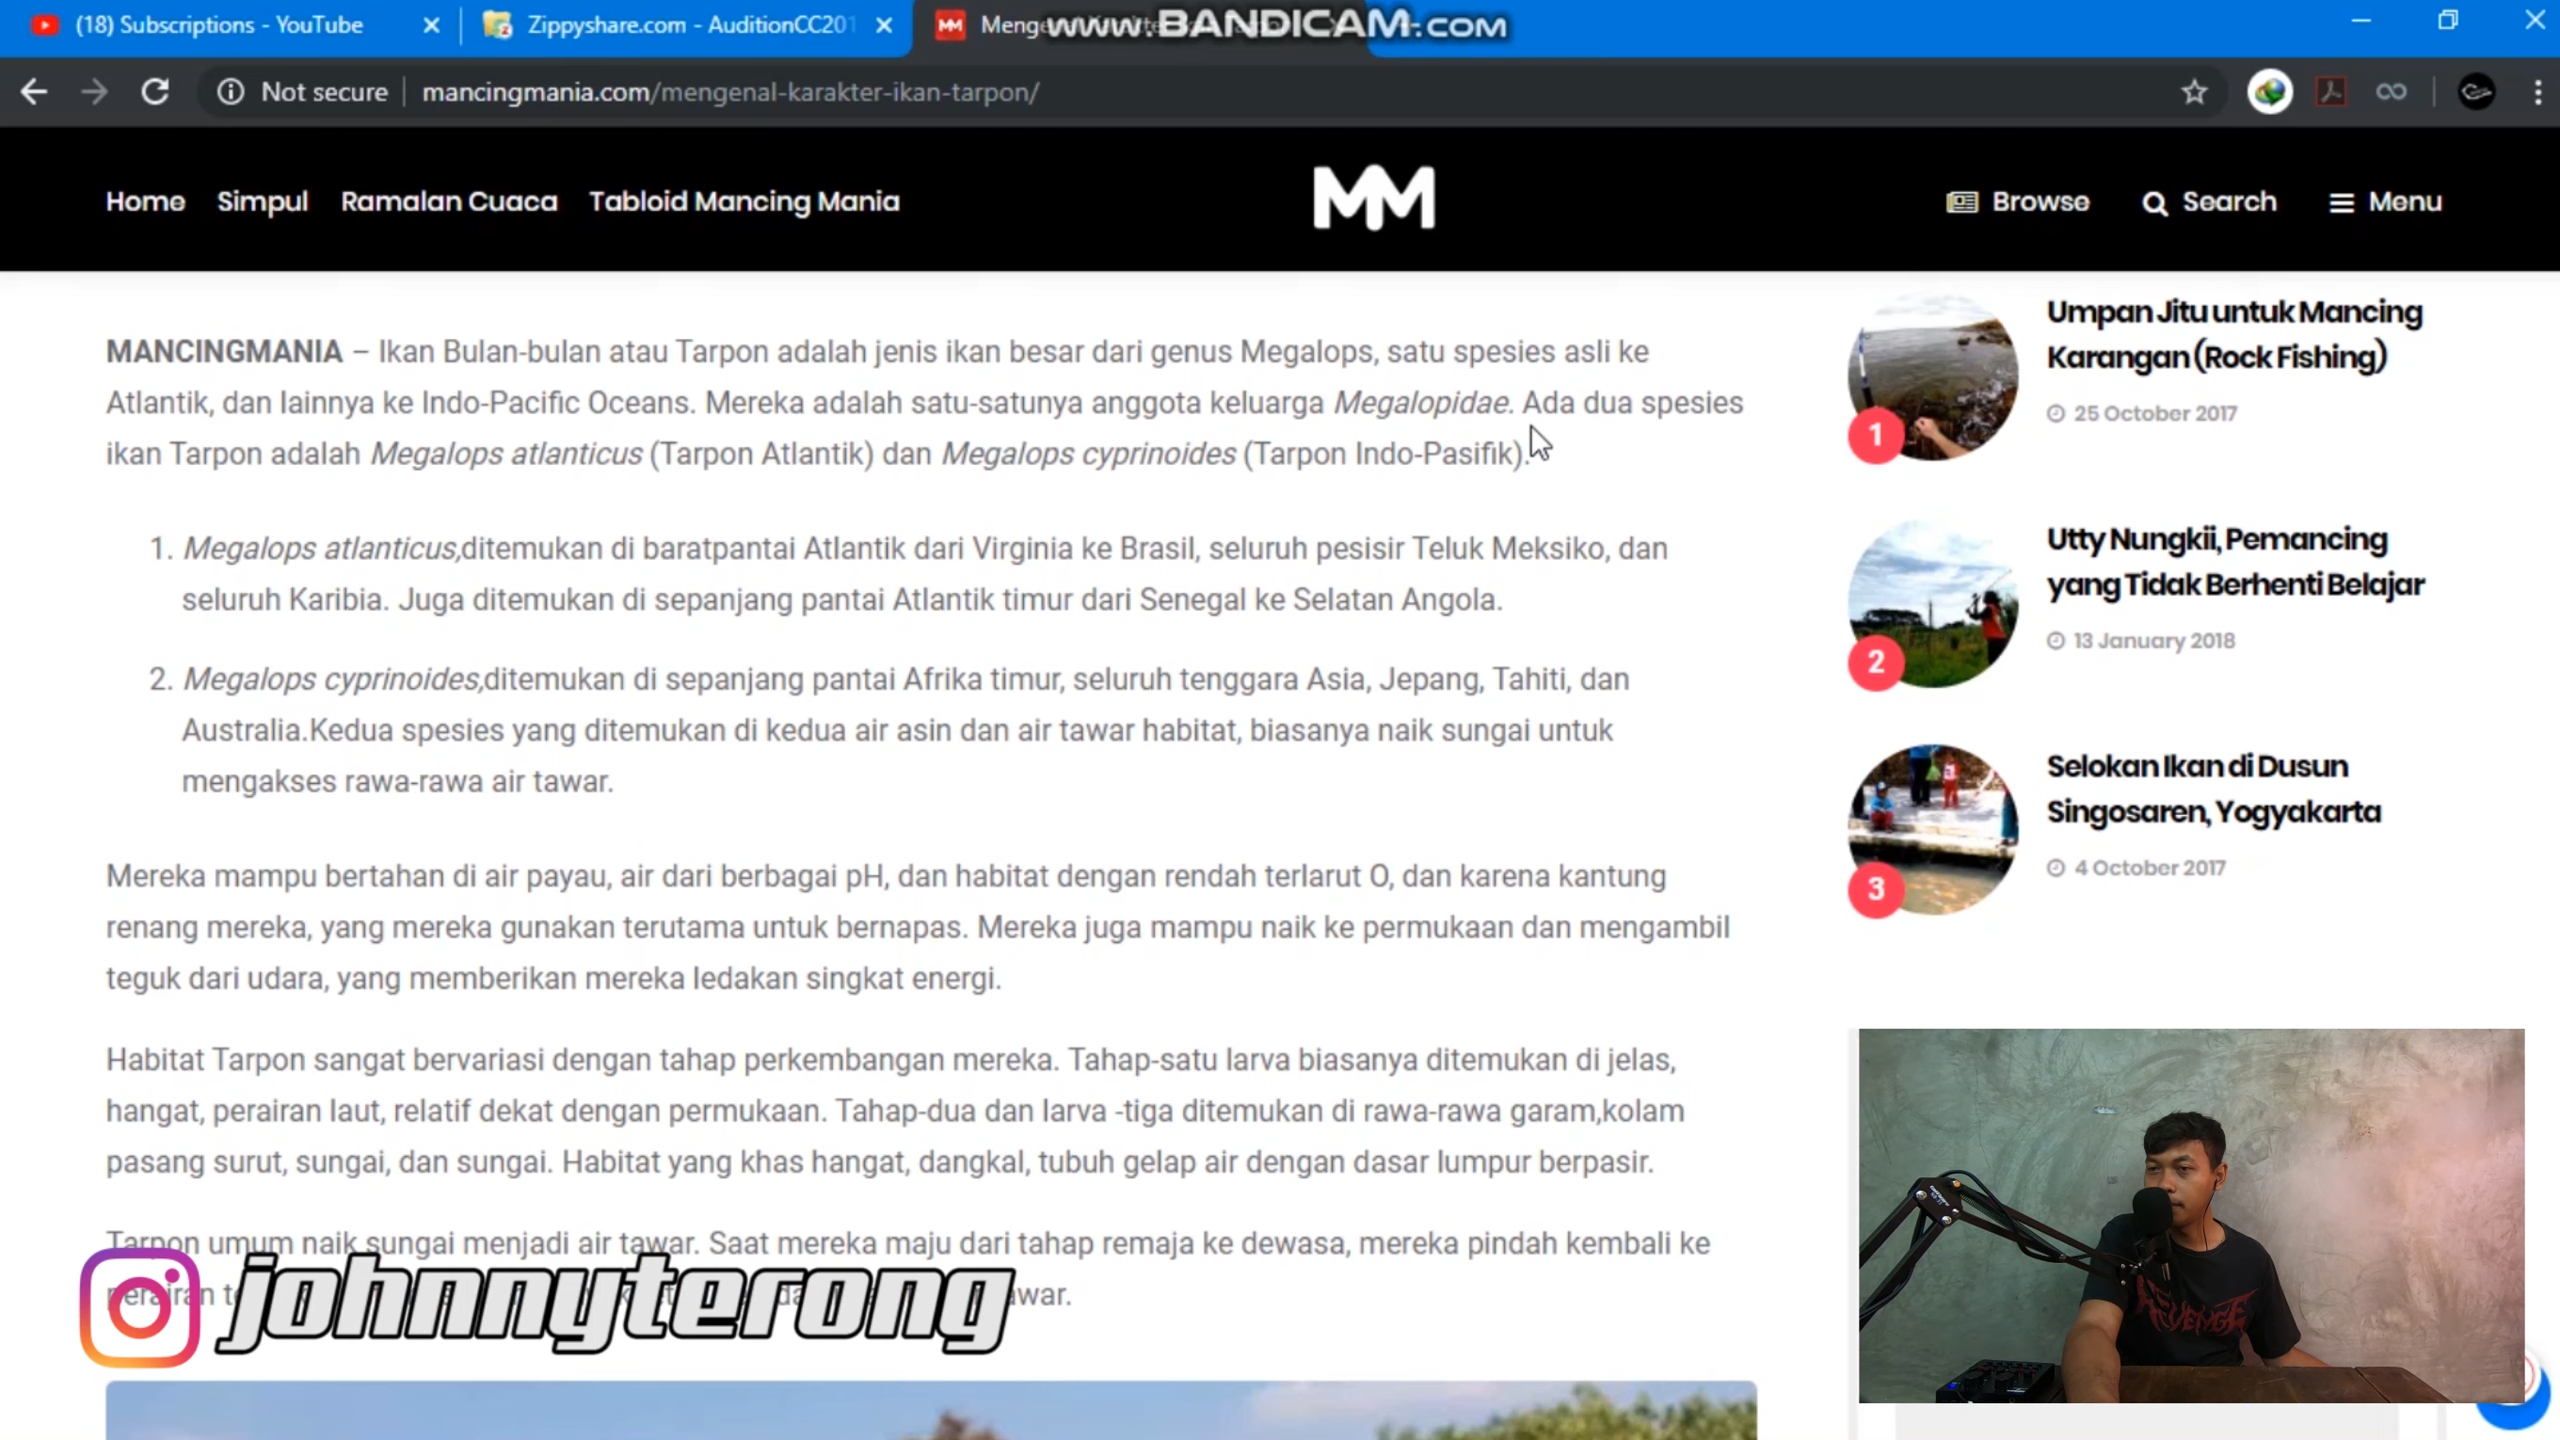 (18) Subscriptions - YouTube
Zippyshare.com - AuditionCC201
Menge
www.BANDICAM.com
Not secure
mancingmania.com/mengenal-karakter-ikan-tarpon/
Home
Simpul
Ramalan Cuaca
Tabloid Mancing Mania
MM
Browse
Search
Menu
MANCINGMANIA – Ikan Bulan-bulan atau Tarpon adalah jenis ikan besar dari genus Megalops, satu spesies asli ke
Atlantik, dan lainnya ke Indo-Pacific Oceans. Mereka adalah satu-satunya anggota keluarga Megalopidae. Ada dua spesies
ikan Tarpon adalah Megalops atlanticus (Tarpon Atlantik) dan Megalops cyprinoides (Tarpon Indo-Pasifik).
1. Megalops atlanticus,ditemukan di baratpantai Atlantik dari Virginia ke Brasil, seluruh pesisir Teluk Meksiko, dan
seluruh Karibia. Juga ditemukan di sepanjang pantai Atlantik timur dari Senegal ke Selatan Angola.
2. Megalops cyprinoides,ditemukan di sepanjang pantai Afrika timur, seluruh tenggara Asia, Jepang, Tahiti, dan
Australia.Kedua spesies yang ditemukan di kedua air asin dan air tawar habitat, biasanya naik sungai untuk
mengakses rawa-rawa air tawar.
Mereka mampu bertahan di air payau, air dari berbagai pH, dan habitat dengan rendah terlarut O, dan karena kantung
renang mereka, yang mereka gunakan terutama untuk bernapas. Mereka juga mampu naik ke permukaan dan mengambil
teguk dari udara, yang memberikan mereka ledakan singkat energi.
Habitat Tarpon sangat bervariasi dengan tahap perkembangan mereka. Tahap-satu larva biasanya ditemukan di jelas,
hangat, perairan laut, relatif dekat dengan permukaan. Tahap-dua dan larva -tiga ditemukan di rawa-rawa garam,kolam
pasang surut, sungai, dan sungai. Habitat yang khas hangat, dangkal, tubuh gelap air dengan dasar lumpur berpasir.
Tarpon umum naik sungai menjadi air tawar. Saat mereka maju dari tahap remaja ke dewasa, mereka pindah kembali ke
johnnyterong
Umpan Jitu untuk Mancing
Karangan (Rock Fishing)
25 October 2017
1
Utty Nungkii, Pemancing
yang Tidak Berhenti Belajar
13 January 2018
2
Selokan Ikan di Dusun
Singosaren, Yogyakarta
4 October 2017
3
REVENGE